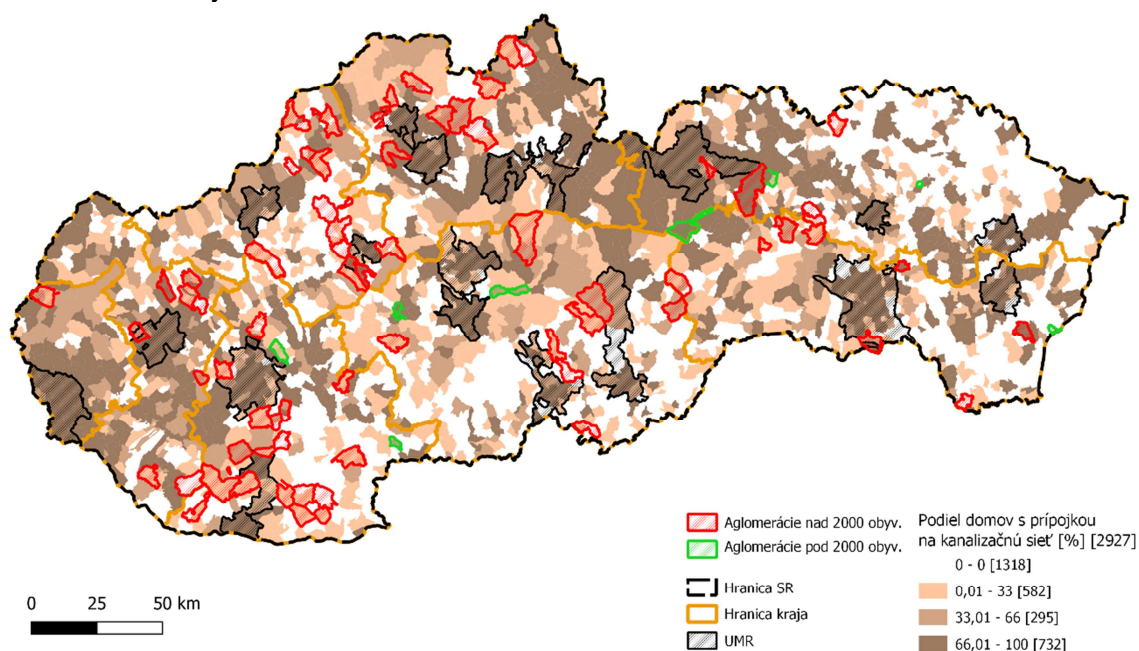 Aglomerácie nad 2000 obyv.
Aglomerácie pod 2000 obyv.
Hranica SR
Hranica kraja
UMR
Podiel domov s prípojkou
na kanalizačnú sieť [%] [2927]
0 - 0 [1318]
0,01 - 33 [582]
33,01 - 66 [295]
66,01 - 100 [732]
0 25 50 km